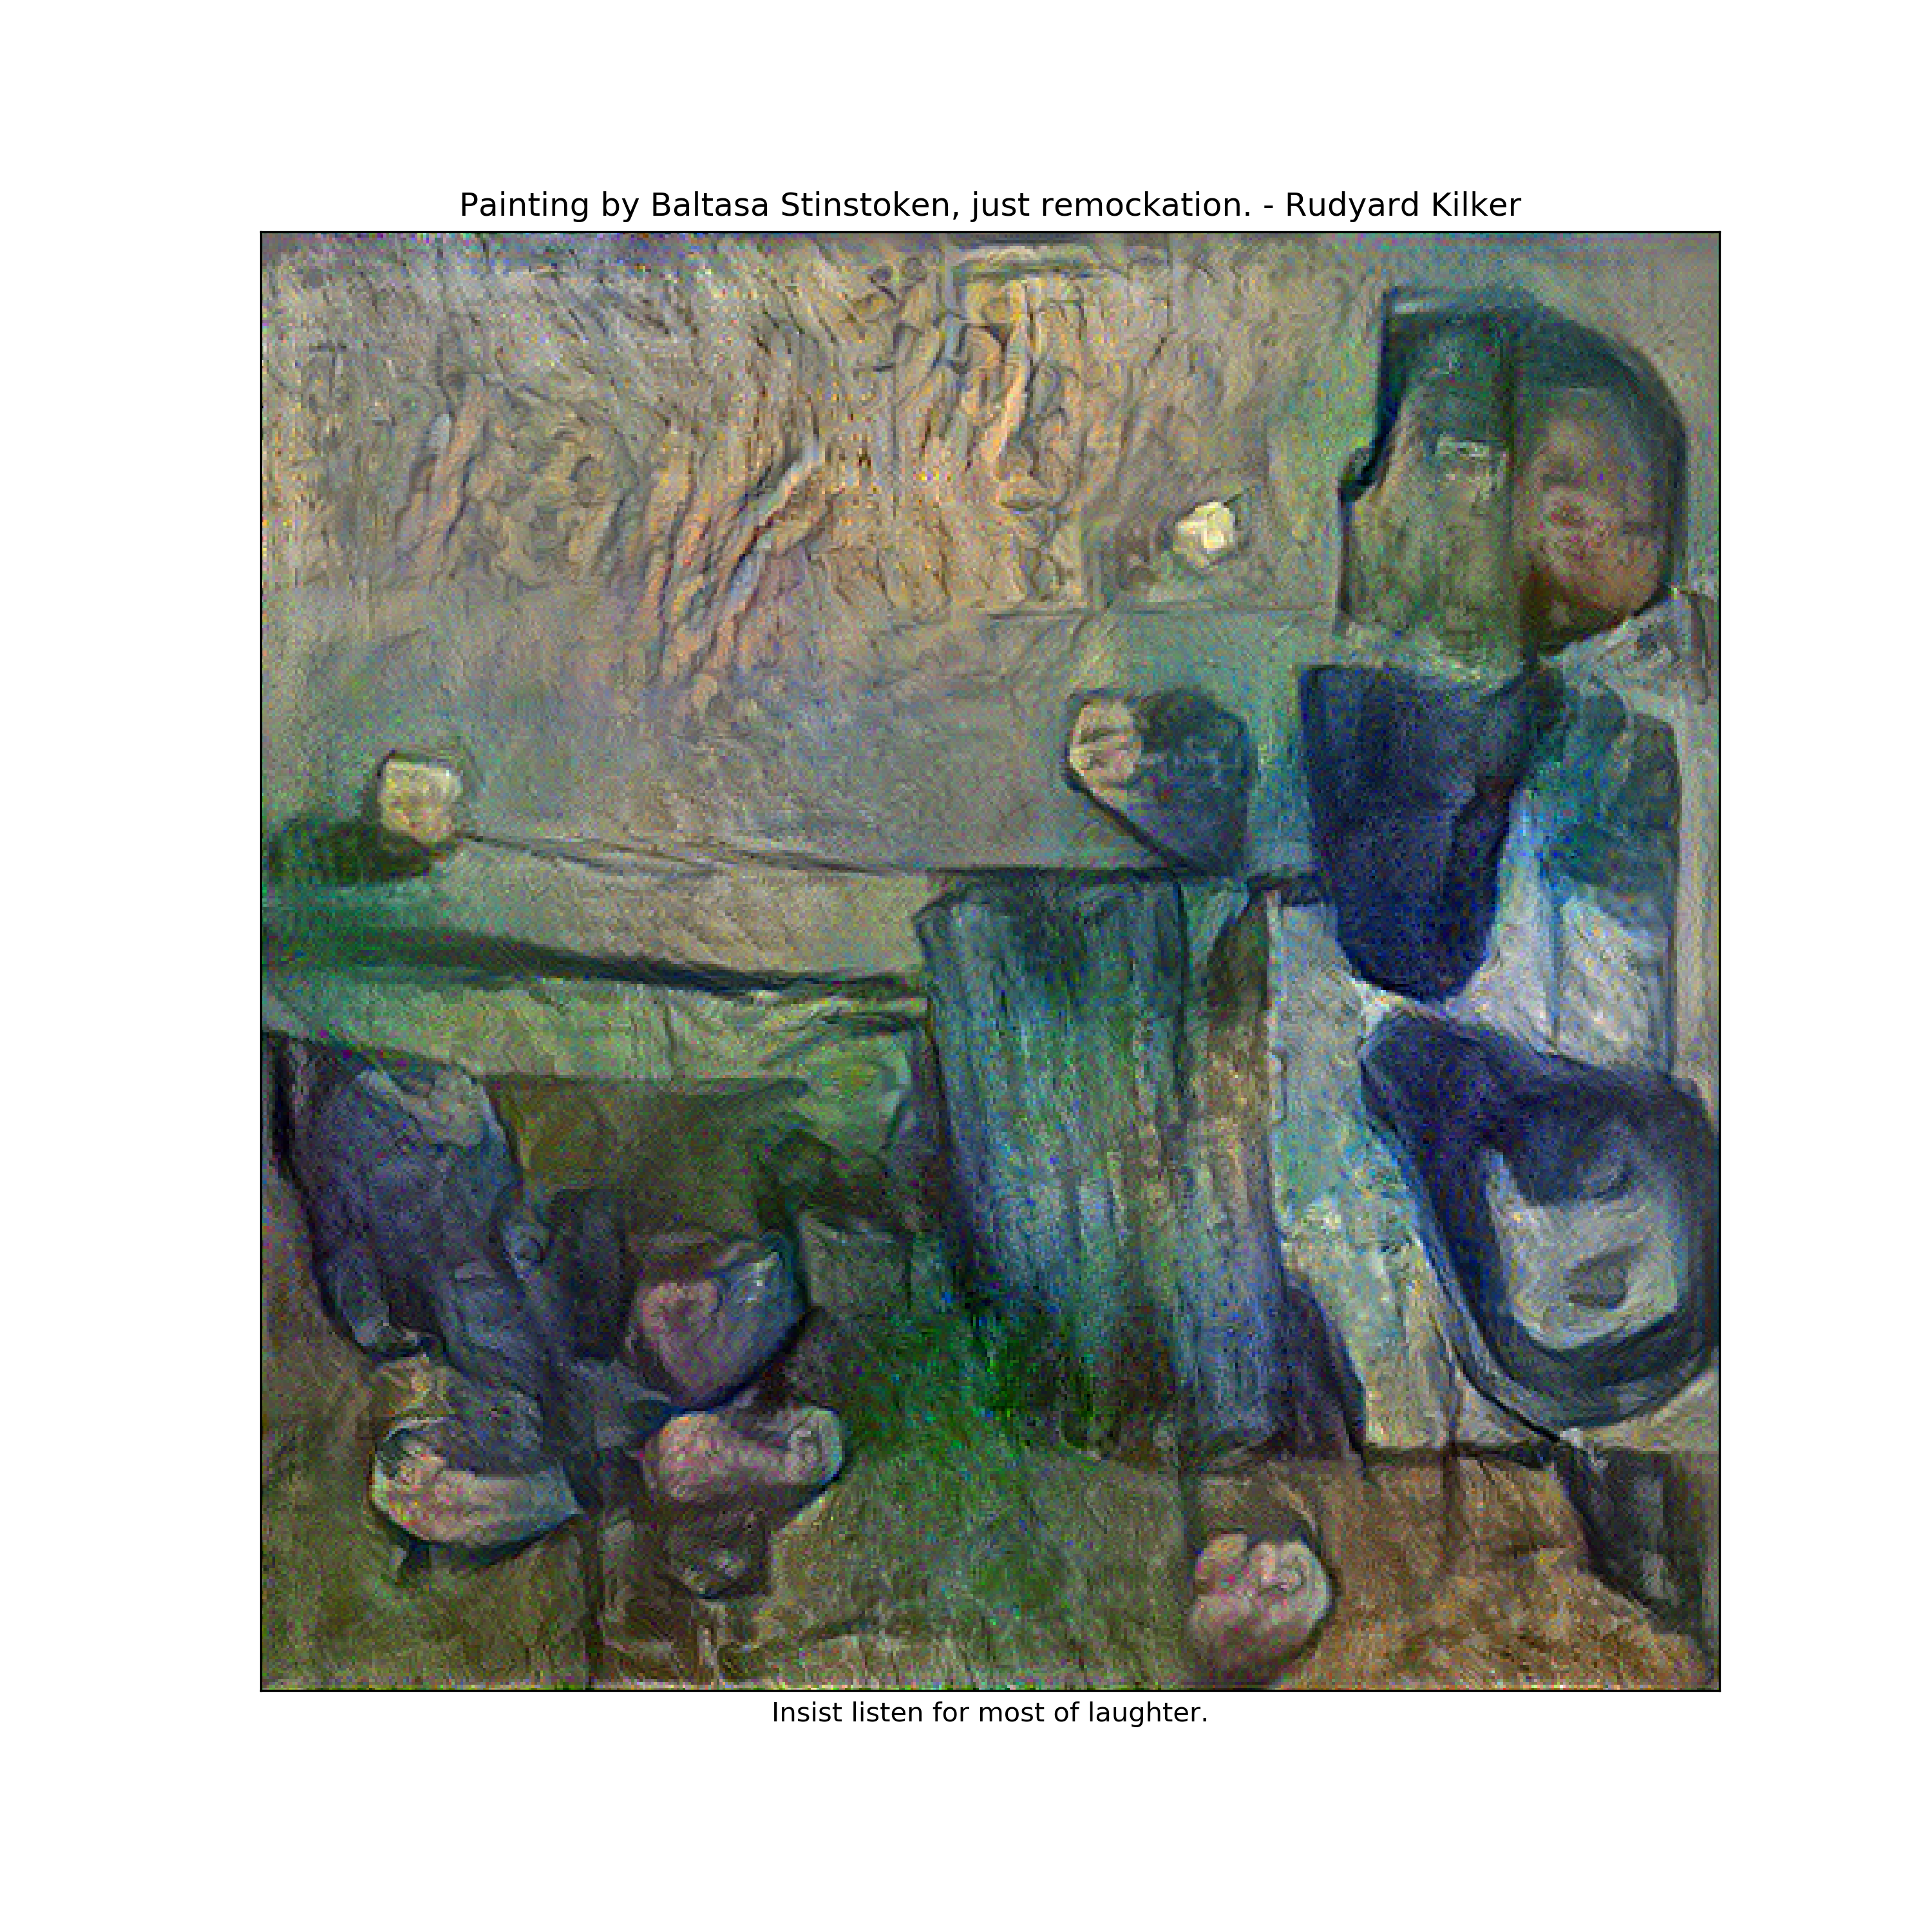 Painting by Baltasa Stinstoken, just remockation. - Rudyard Kilker
Insist listen for most of laughter.